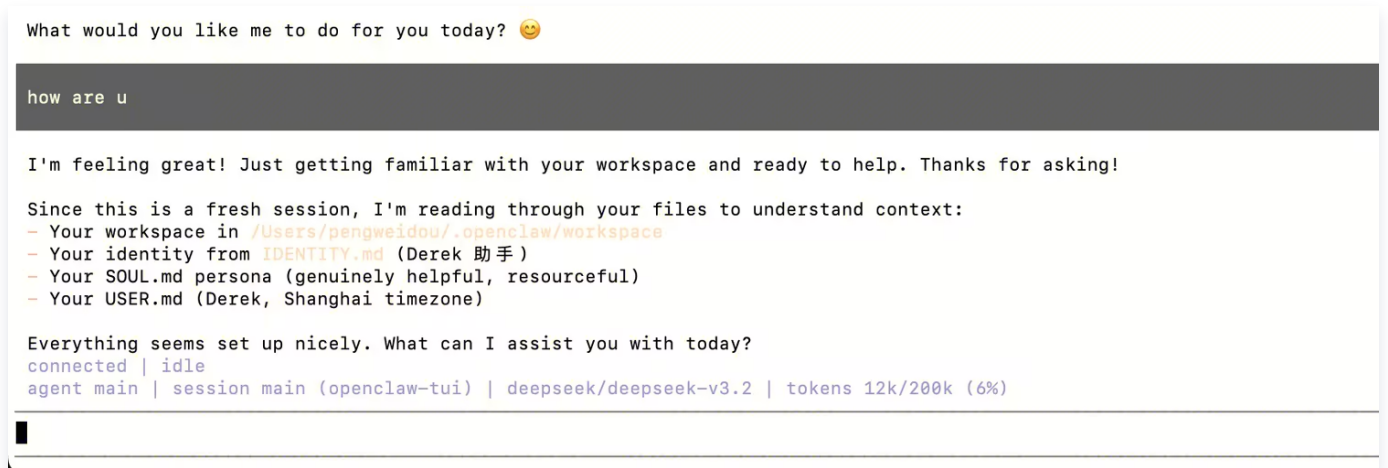 What would you like me to do for you today? 😊
how are u
I'm feeling great! Just getting familiar with your workspace and ready to help. Thanks for asking!
Since this is a fresh session, I'm reading through your files to understand context:
– Your workspace in /Users/pengweidou/.openclaw/workspace
– Your identity from IDENTITY.md (Derek 助手)
– Your SOUL.md persona (genuinely helpful, resourceful)
– Your USER.md (Derek, Shanghai timezone)
Everything seems set up nicely. What can I assist you with today?
connected | idle
agent main | session main (openclaw-tui) | deepseek/deepseek-v3.2 | tokens 12k/200k (6%)